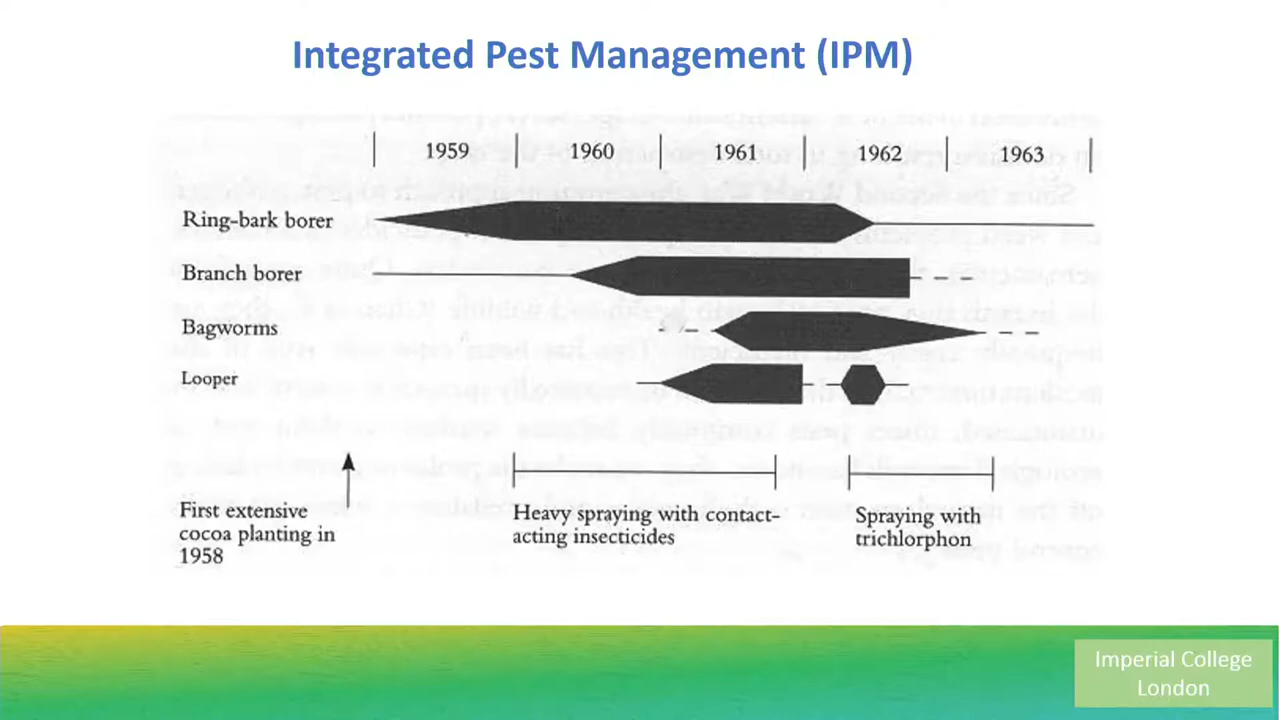 Integrated Pest Management (IPM)
1959 1960 1961 1962 1963
Ring-bark borer
Branch borer
Bagworms
Looper
First extensive
cocoa planting in
1958
Heavy spraying with contact-
acting insecticides
Spraying with
trichlorphon
Imperial College
London